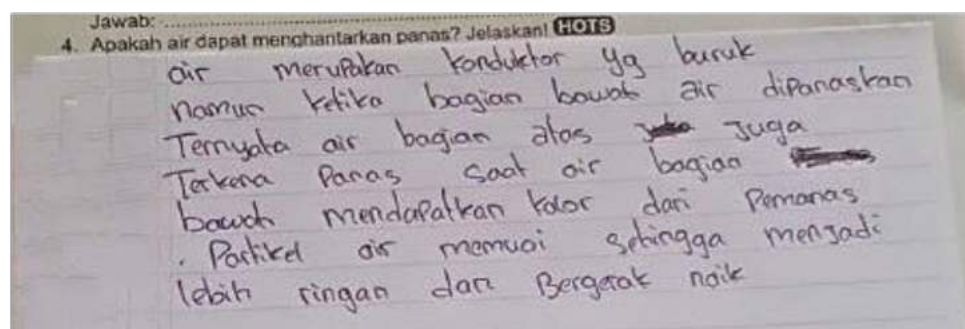 Jawab: ....................
4. Apakah air dapat menghantarkan panas? Jelaskan! HOTS
air merupakan konduktor yg buruk
namun ketika bagian bawah air dipanaskan
Ternyata air bagian atas juga
Terkena Panas saat air bagian
bawah mendapatkan kalor dari Pemanas
. Partikel air memuai sehingga menjadi
lebih ringan dan Bergerak naik